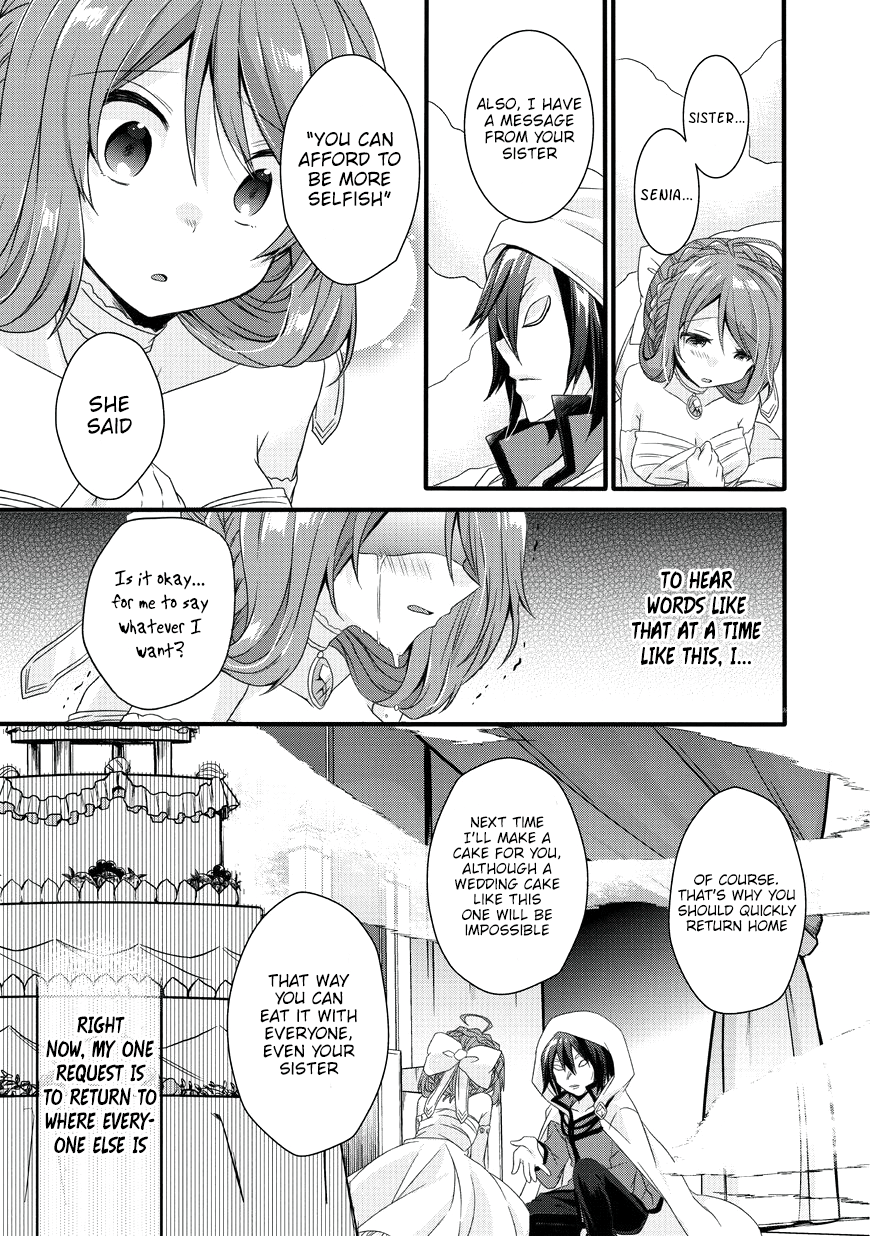 SISTER...
SENIA...
ALSO, I HAVE
A MESSAGE
FROM YOUR
SISTER
"YOU CAN
AFFORD TO
BE MORE
SELFISH"
SHE
SAID
TO HEAR
WORDS LIKE
THAT AT A TIME
LIKE THIS, I...
Is it okay...
for me to say
whatever I
want?
OF COURSE.
THAT'S WHY YOU
SHOULD QUICKLY
RETURN HOME
NEXT TIME
I'LL MAKE A
CAKE FOR YOU,
ALTHOUGH A
WEDDING CAKE
LIKE THIS
ONE WILL BE
IMPOSSIBLE
THAT WAY
YOU CAN
EAT IT WITH
EVERYONE,
EVEN YOUR
SISTER
RIGHT
NOW, MY ONE
REQUEST IS
TO RETURN TO
WHERE EVERY-
ONE ELSE IS